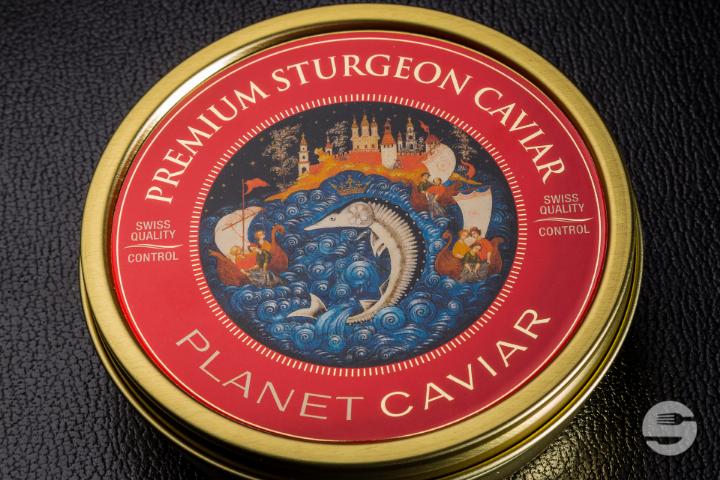 PREMIUM STURGEON CAVIAR
SWISS
QUALITY
CONTROL
SWISS
QUALITY
CONTROL
PLANET CAVIAR